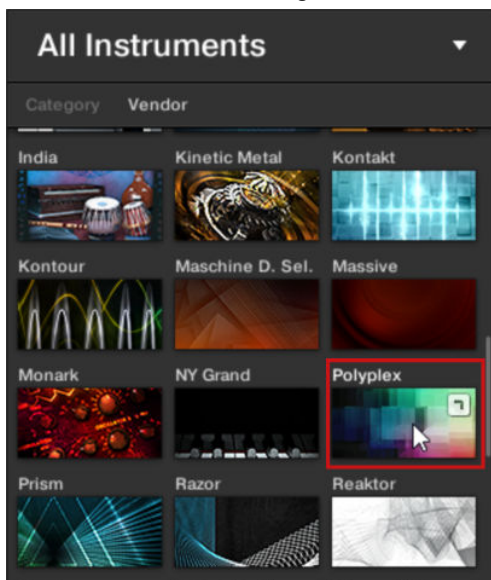 All Instruments
Category Vendor
India Kinetic Metal Kontakt
Kontour Maschine D. Sel. Massive
Monark NY Grand Polyplex
Prism Razor Reaktor